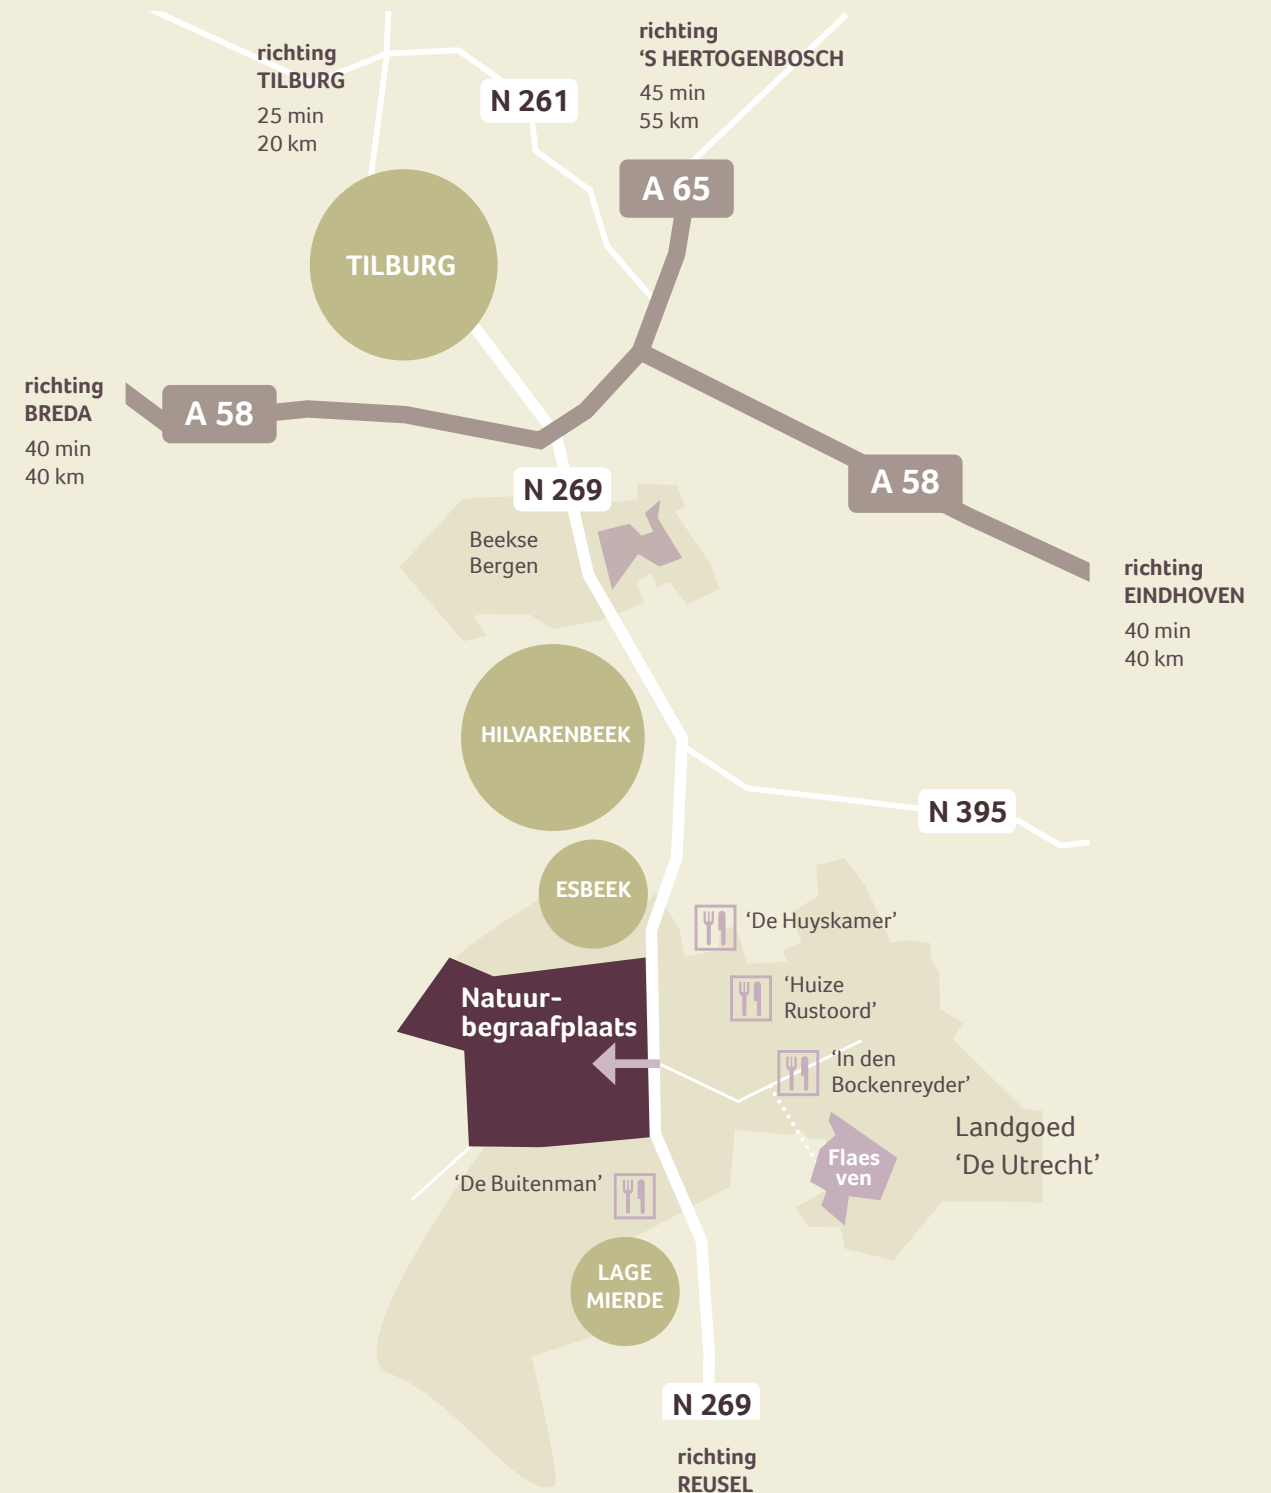 richting
TILBURG
25 min
20 km
N 261
richting
‘S HERTOGENBOSCH
45 min
55 km
A 65
TILBURG
richting
BREDA
40 min
40 km
A 58
A 58
N 269
Beekse
Bergen
richting
EINDHOVEN
40 min
40 km
HILVARENBEEK
N 395
ESBEEK
‘De Huyskamer’
‘Huize
Rustoord’
Natuur-
begraafplaats
‘In den
Bockenreyder’
Landgoed
‘De Utrecht’
Flaes
ven
‘De Buitenman’
LAGE
MIERDE
N 269
richting
REUSEL